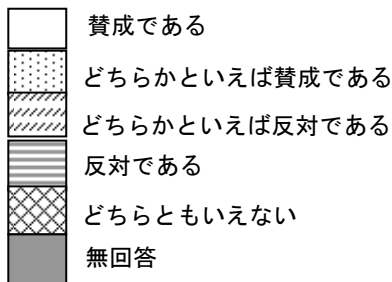 賛成である
どちらかといえば賛成である
どちらかといえば反対である
反対である
どちらともいえない
無回答